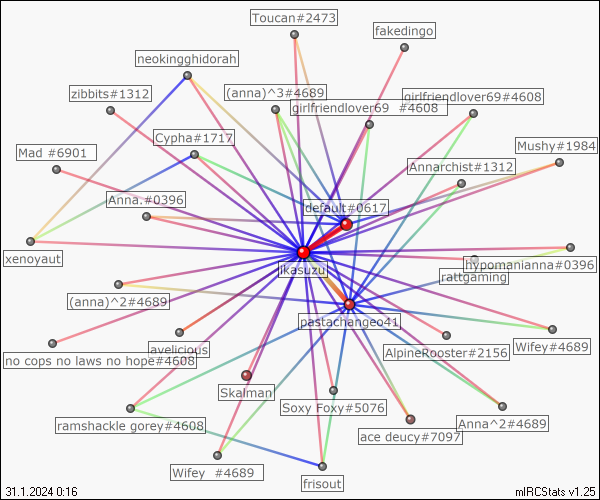 Toucan#2473
fakedingo
neokingghidorah
zibbits#1312
(anna)^3#4689
girlfriendlover69#4608
girlfriendlover69 #4608
Cypha#1717
Mushy#1984
Mad #6901
Annarchist#1312
Anna.#0396
default#0617
xenoyaut
ikasuzu
hypomanianna#0396
rattgaming
(anna)^2#4689
pastachangeo41
Wifey#4689
avelicious
AlpineRooster#2156
no cops no laws no hope#4608
Skalman
Soxy Foxy#5076
Anna^2#4689
ramshackle gorey#4608
ace deucy#7097
Wifey #4689
frisout
31.1.2024 0:16
mIRCStats v1.25